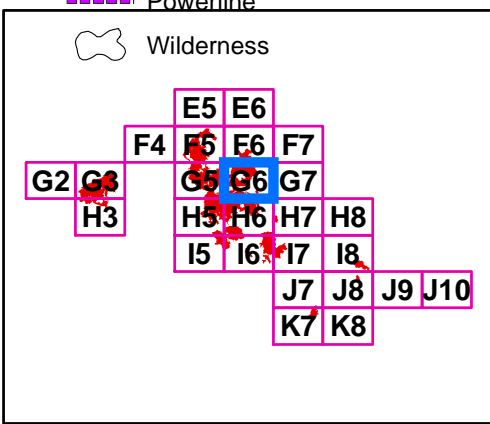 Powerline
Wilderness
E5 E6
F4 F5 F6 F7
G2 G3 G5 G6 G7
H3 H5 H6 H7 H8
I5 I6 I7 I8
J7 J8 J9 J10
K7 K8